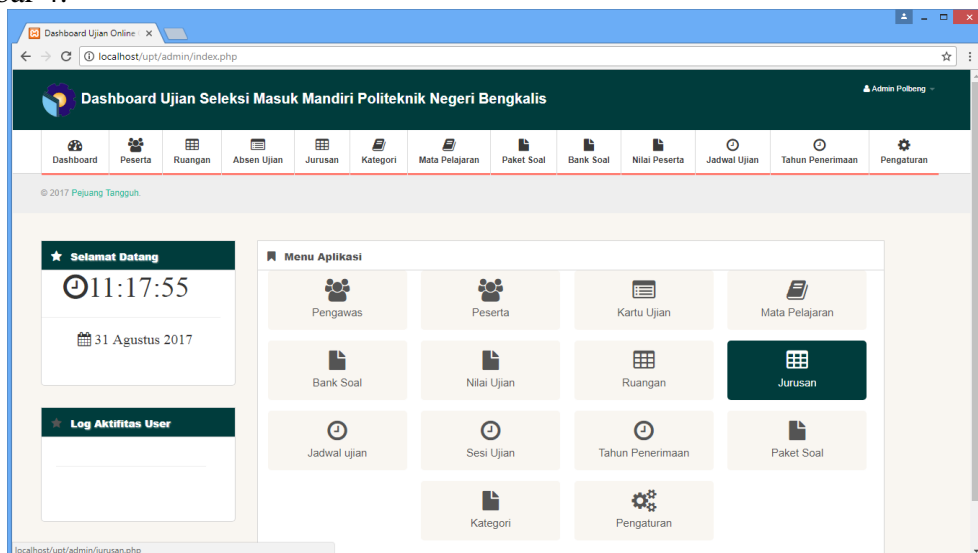 Dashboard Ujian Online
localhost/upt/admin/index.php
Dashboard Ujian Seleksi Masuk Mandiri Politeknik Negeri Bengkalis
Admin Polbeng
Dashboard Peserta Ruangan Absen Ujian Jurusan Kategori Mata Pelajaran Paket Soal Bank Soal Nilai Peserta Jadwal Ujian Tahun Penerimaan Pengaturan
© 2017 Pejuang Tangguh.
Selamat Datang
11:17:55
31 Agustus 2017
Log Aktifitas User
Menu Aplikasi
Pengawas Peserta Kartu Ujian Mata Pelajaran
Bank Soal Nilai Ujian Ruangan Jurusan
Jadwal ujian Sesi Ujian Tahun Penerimaan Paket Soal
Kategori Pengaturan
localhost/upt/admin/jurusan.php